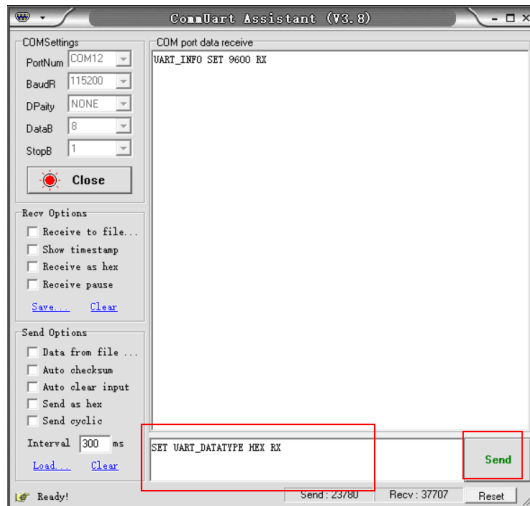 CommUart Assistant (V3.8)
COMSettings
PortNum COM12
BaudR 115200
DPaity NONE
DataB 8
StopB 1
Close
Recv Options
Receive to file...
Show timestamp
Receive as hex
Receive pause
Save... Clear
Send Options
Data from file ...
Auto checksum
Auto clear input
Send as hex
Send cyclic
Interval 300 ms
Load... Clear
COM port data receive
UART_INFO SET 9600 RX
SET UART_DATATYPE HEX RX
Send
Ready!
Send : 23780
Recv : 37707
Reset